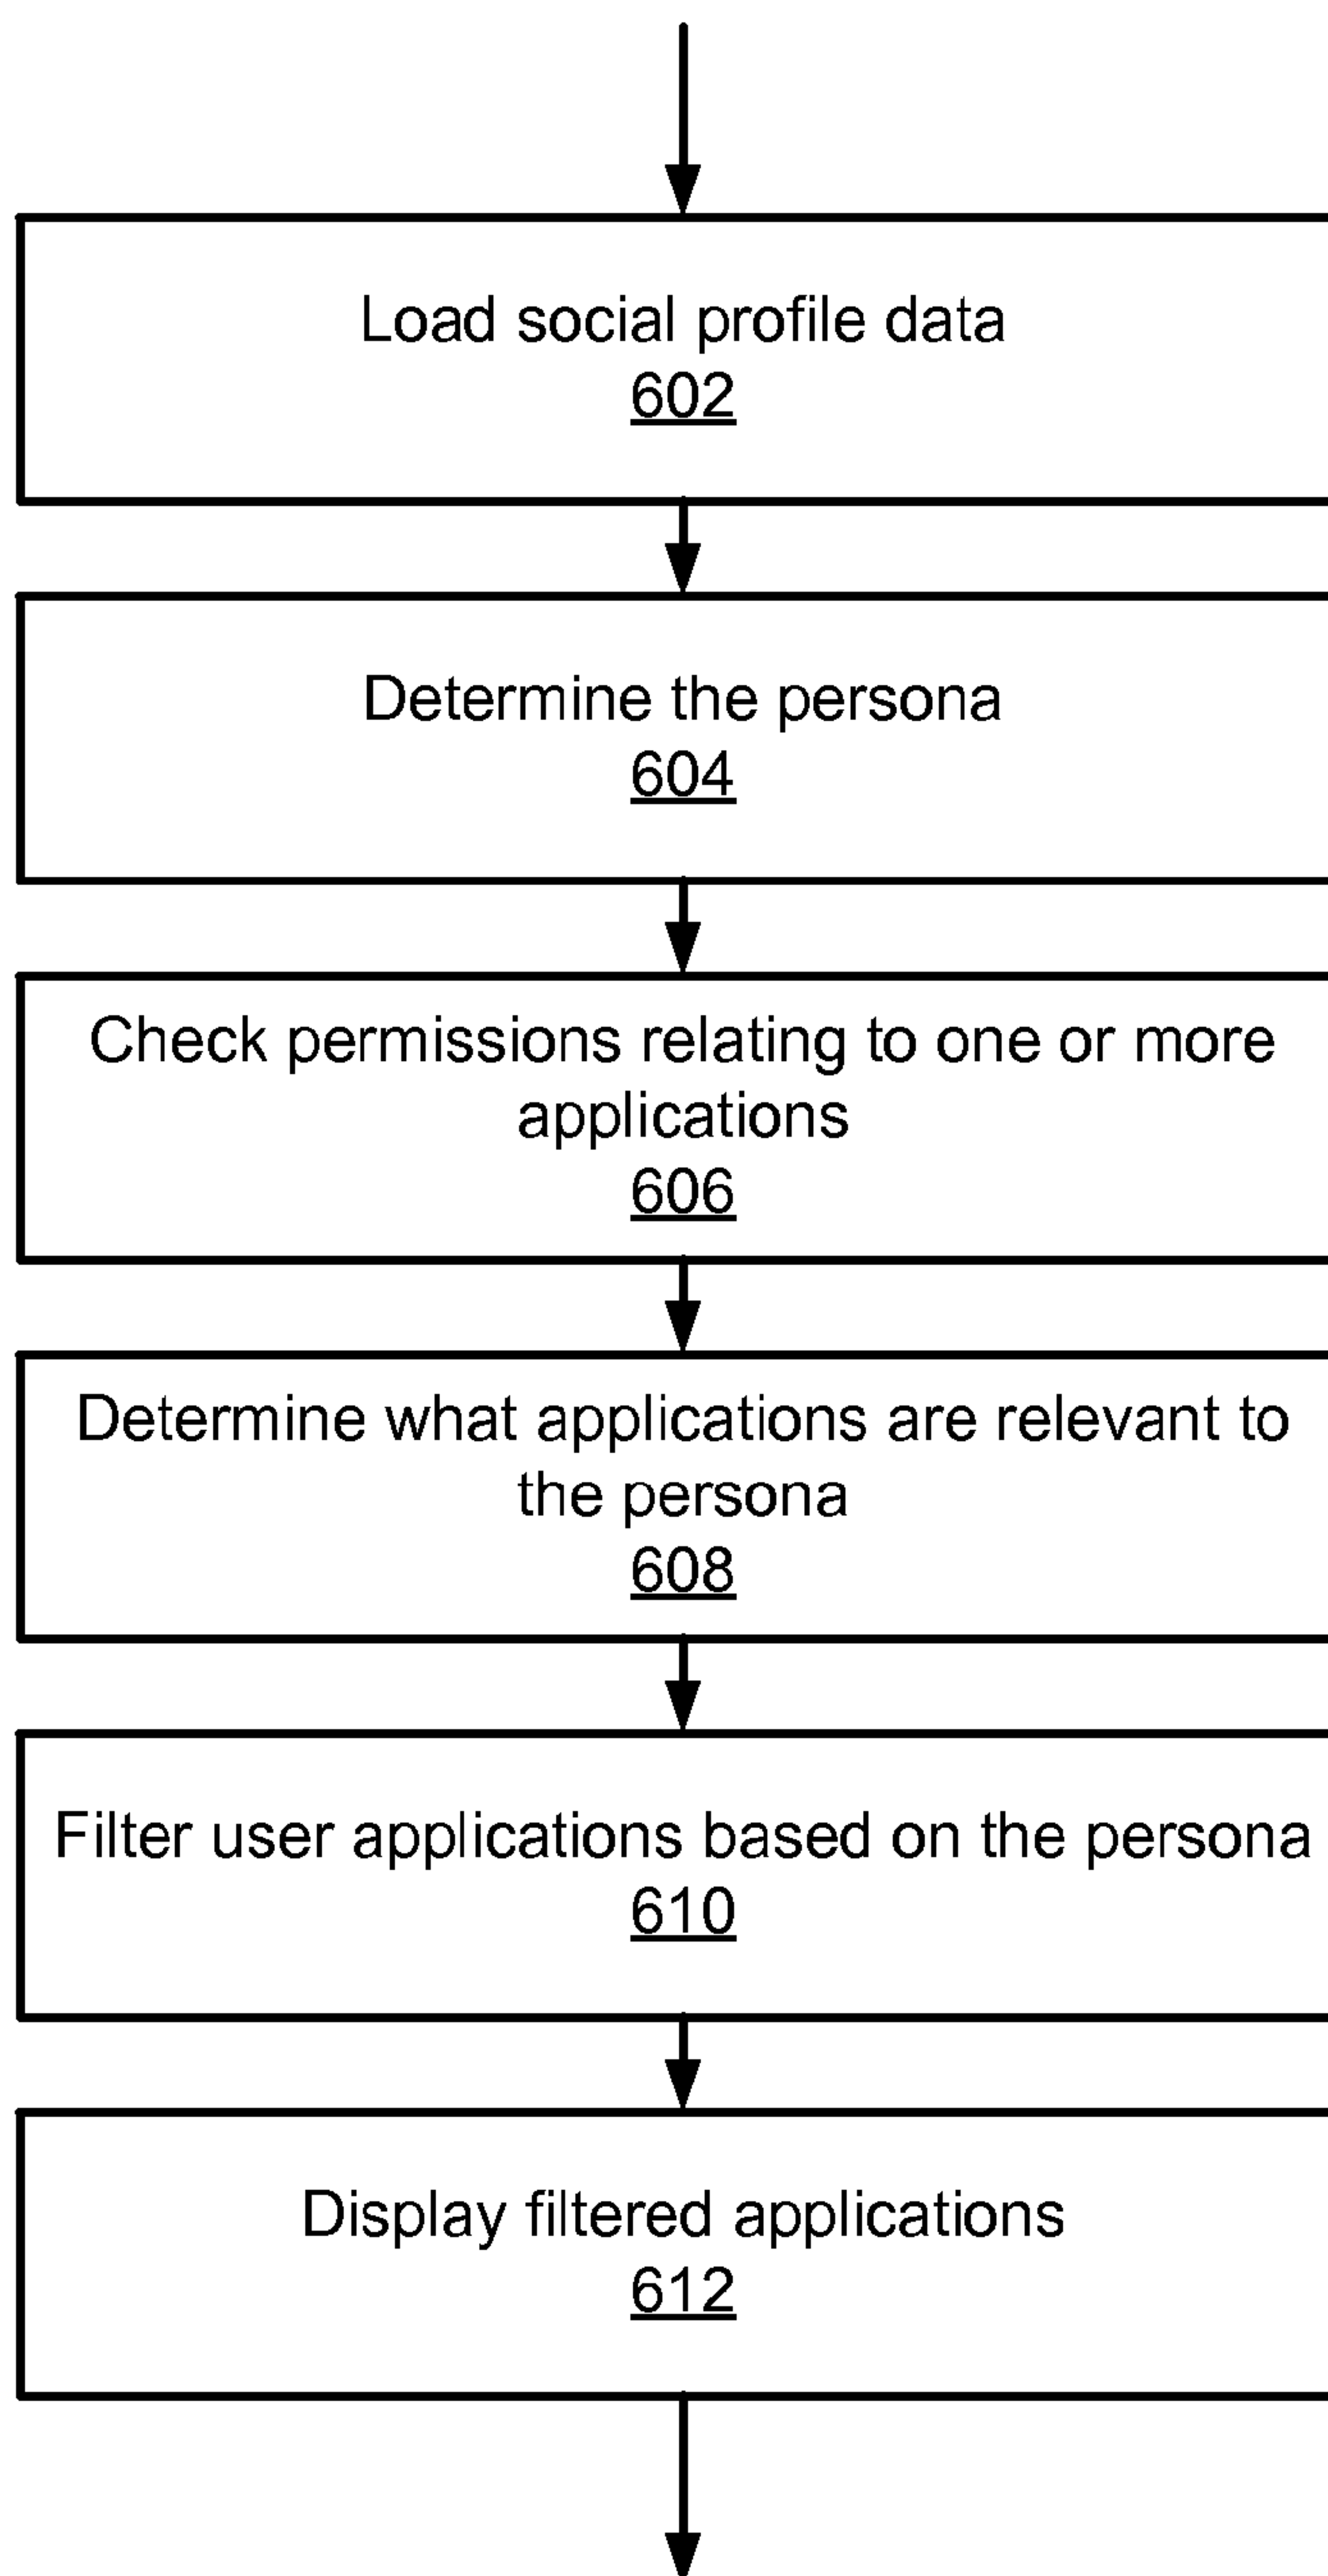 Load social profile data
602
Determine the persona
604
Check permissions relating to one or more
applications
606
Determine what applications are relevant to
the persona
608
Filter user applications based on the persona
610
Display filtered applications
612